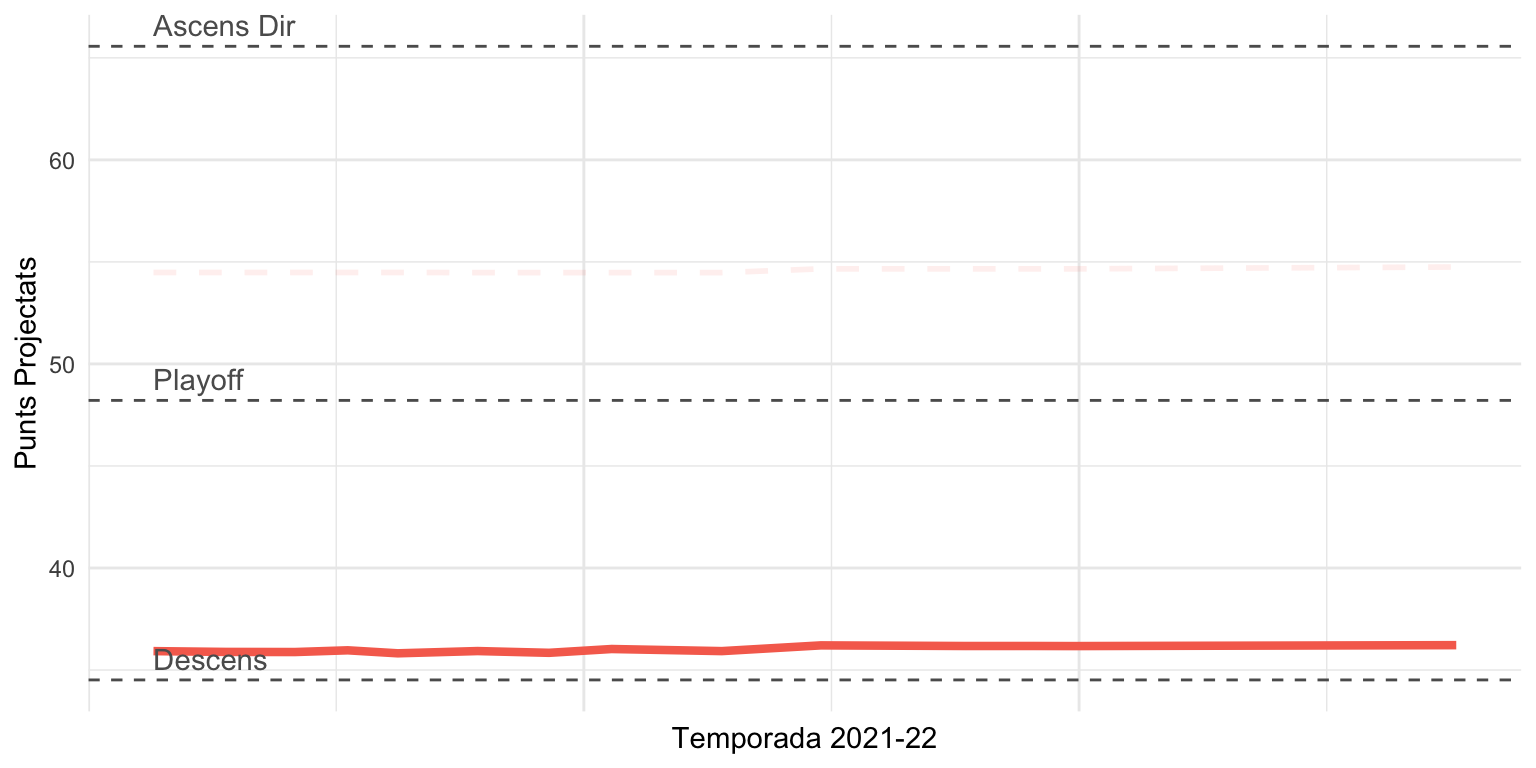 Ascens Dir
60
Punts Projectats
50
Playoff
40
Descens
Temporada 2021-22